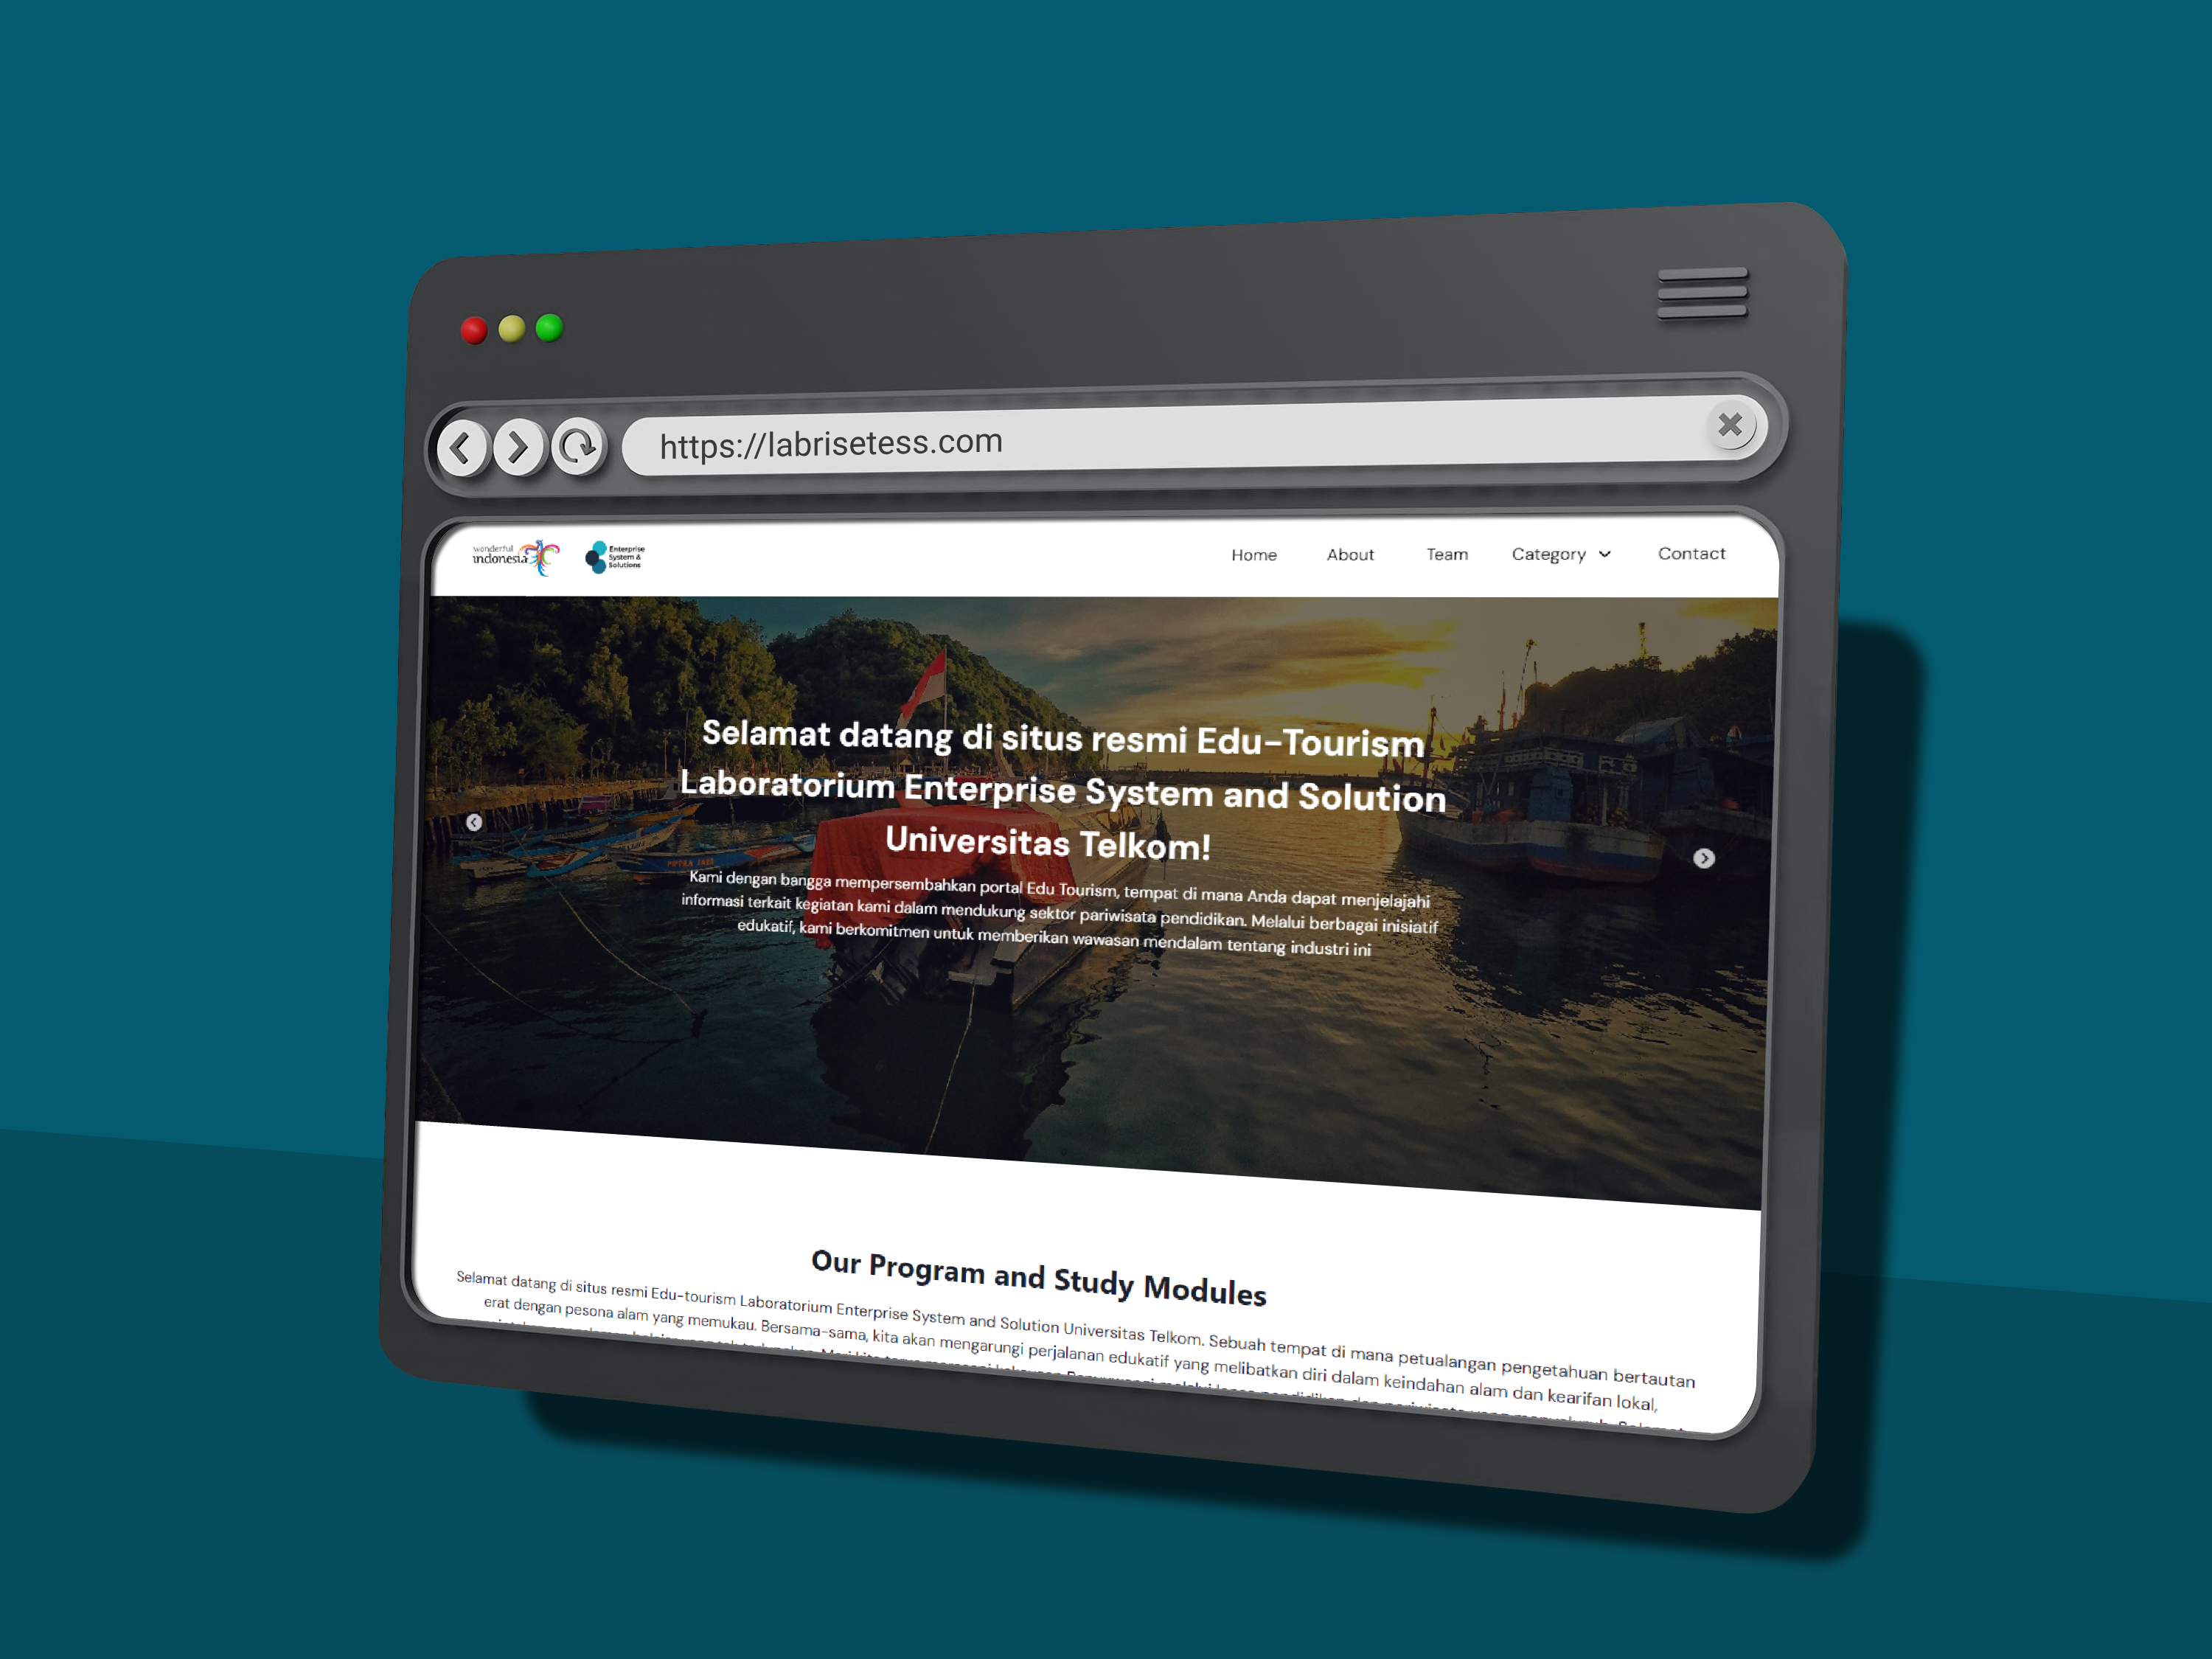 https://labrisetess.com
wonderful
indonesia
Enterprise
System &
Solutions
Home About Team Category Contact
Selamat datang di situs resmi Edu-Tourism
Laboratorium Enterprise System and Solution
Universitas Telkom!
Kami dengan bangga mempersembahkan portal Edu Tourism, tempat di mana Anda dapat menjelajahi
informasi terkait kegiatan kami dalam mendukung sektor pariwisata pendidikan. Melalui berbagai inisiatif
edukatif, kami berkomitmen untuk memberikan wawasan mendalam tentang industri ini
Our Program and Study Modules
Selamat datang di situs resmi Edu-tourism Laboratorium Enterprise System and Solution Universitas Telkom. Sebuah tempat di mana petualangan pengetahuan bertautan
erat dengan pesona alam yang memukau. Bersama-sama, kita akan mengarungi perjalanan edukatif yang melibatkan diri dalam keindahan alam dan kearifan lokal,